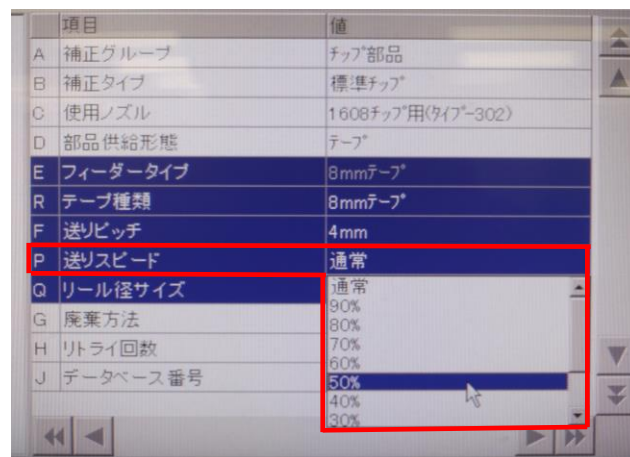 項目 値
A 補正グループ チップ部品
B 補正タイプ 標準チップ
C 使用ノズル 1608チップ用(タイプ-302)
D 部品供給形態 テープ
E フィーダータイプ 8mmテープ
R テープ種類 8mmテープ
F 送りピッチ 4mm
P 送りスピード 通常
Q リール径サイズ
通常
90%
G 廃棄方法
80%
70%
H リトライ回数
60%
J データベース番号
50%
40%
30%